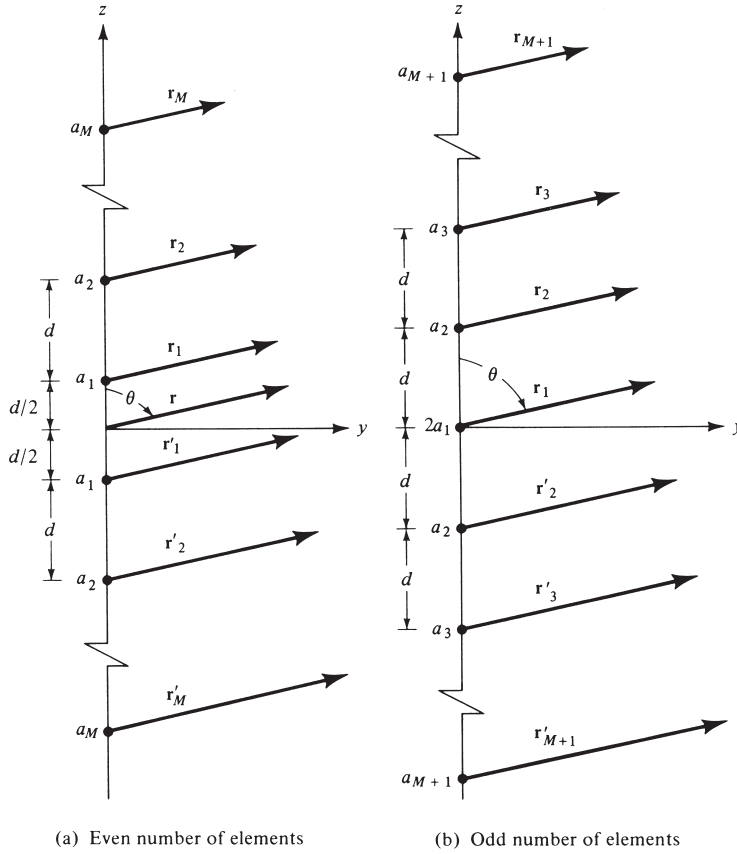 z
r_M
a_M
r_2
a_2
d
r_1
a_1
d/2
θ
r
y
d/2
r'_1
a_1
d
r'_2
a_2
r'_M
a_M
(a) Even number of elements
z
r_{M+1}
a_{M+1}
r_3
a_3
d
r_2
a_2
d
θ
r_1
2a_1
y
d
r'_2
a_2
d
r'_3
a_3
r'_{M+1}
a_{M+1}
(b) Odd number of elements